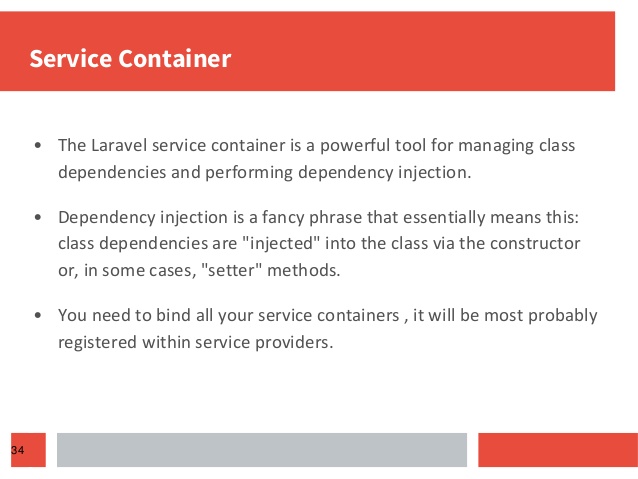 Service Container
• The Laravel service container is a powerful tool for managing class
dependencies and performing dependency injection.
• Dependency injection is a fancy phrase that essentially means this:
class dependencies are "injected" into the class via the constructor
or, in some cases, "setter" methods.
• You need to bind all your service containers , it will be most probably
registered within service providers.
34